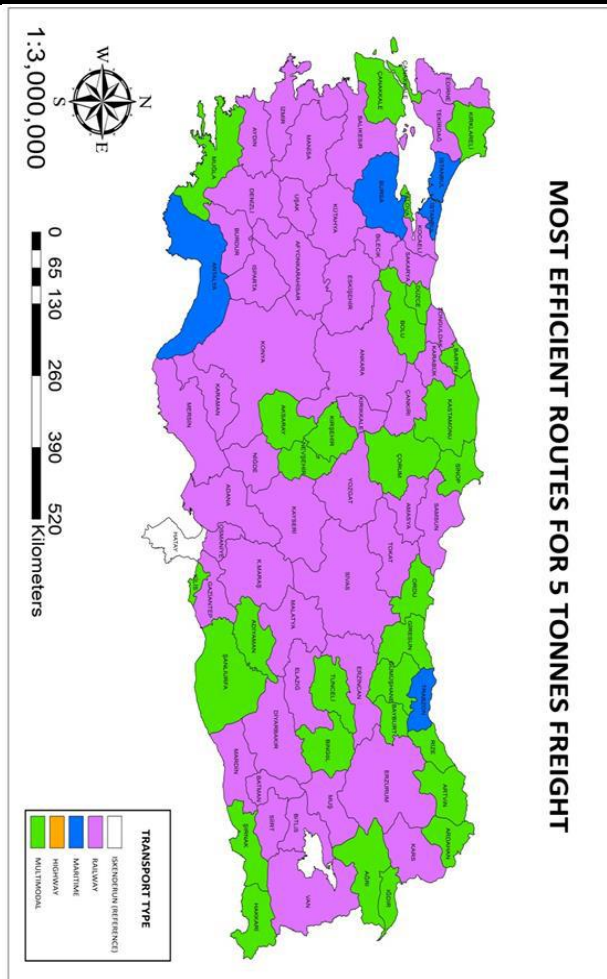 MOST EFFICIENT ROUTES FOR 5 TONNES FREIGHT
EDİRNE
KIRKLARELİ
TEKİRDAĞ
İSTANBUL
ÇANAKKALE
BALIKESİR
BURSA
YALOVA
KOCAELİ
SAKARYA
BİLECİK
DÜZCE
BOLU
ZONGULDAK
BARTIN
KARABÜK
KASTAMONU
SİNOP
ÇANKIRI
ÇORUM
SAMSUN
AMASYA
TOKAT
ORDU
GİRESUN
TRABZON
GÜMÜŞHANE
BAYBURT
RİZE
ARTVİN
ARDAHAN
KARS
IĞDIR
AĞRI
ERZURUM
ERZİNCAN
SİVAS
YOZGAT
KIRIKKALE
ANKARA
ESKİŞEHİR
KÜTAHYA
MANİSA
İZMİR
AYDIN
UŞAK
AFYONKARAHİSAR
DENİZLİ
MUĞLA
BURDUR
ISPARTA
ANTALYA
KONYA
KARAMAN
MERSİN
AKSARAY
KIRŞEHİR
NEVŞEHİR
NİĞDE
KAYSERİ
ADANA
OSMANİYE
HATAY
KİLİS
GAZİANTEP
K.MARAŞ
MALATYA
ADIYAMAN
ŞANLIURFA
ELAZIĞ
TUNCELİ
BİNGÖL
DİYARBAKIR
MARDİN
BATMAN
SİİRT
MUŞ
BİTLİS
VAN
ŞIRNAK
HAKKARİ
N
W
E
S
1:3,000,000
0 65 130 260 390 520
Kilometers
TRANSPORT TYPE
ISKENDERUN (REFERENCE)
RAILWAY
MARITIME
HIGHWAY
MULTIMODAL